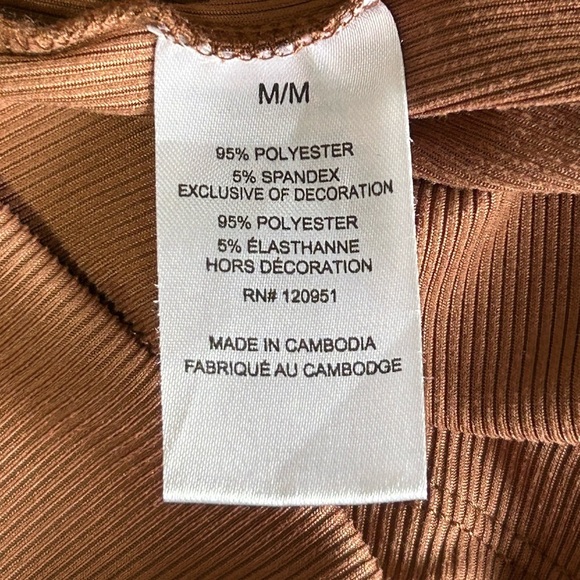 M/M
95% POLYESTER
5% SPANDEX
EXCLUSIVE OF DECORATION
95% POLYESTER
5% ÉLASTHANNE
HORS DÉCORATION
RN# 120951
MADE IN CAMBODIA
FABRIQUÉ AU CAMBODGE